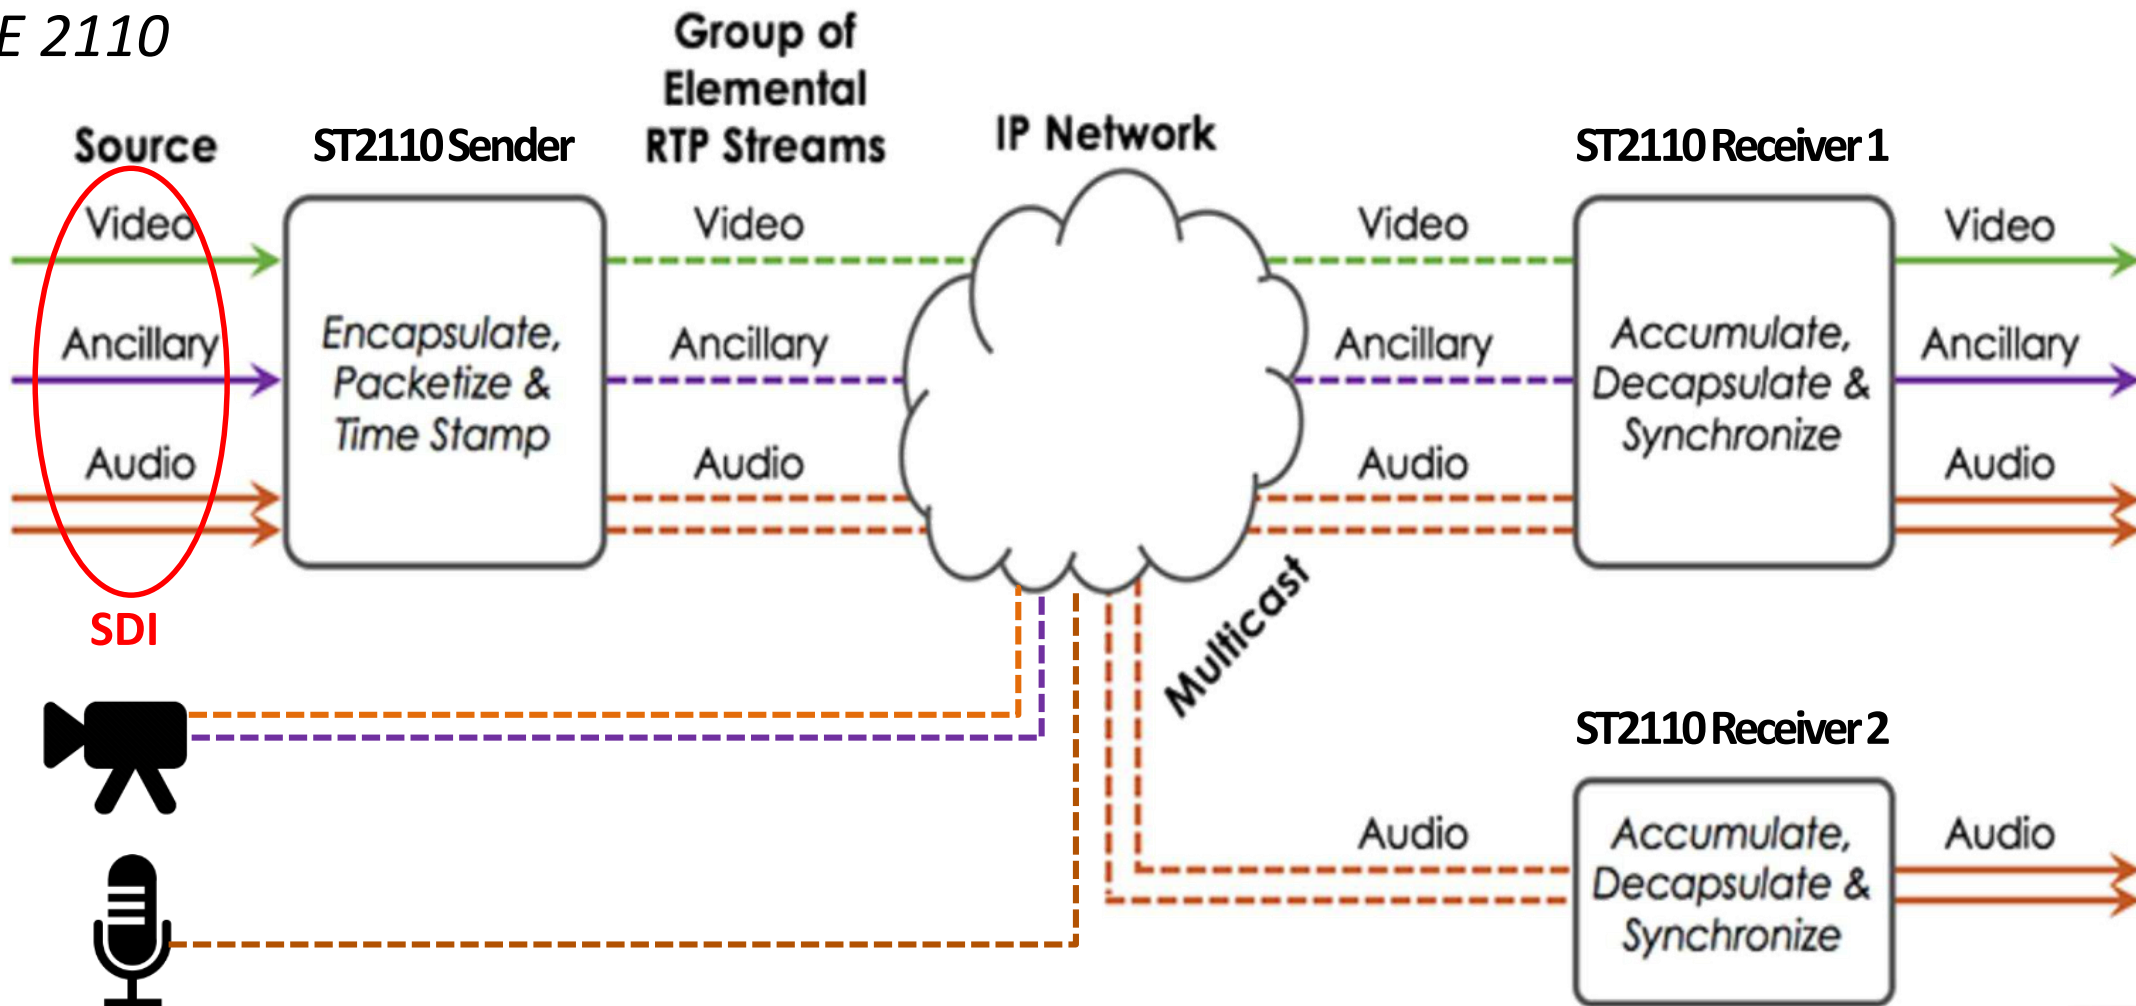 E 2110
Group of
Elemental
RTP Streams
Source
ST2110 Sender
IP Network
ST2110 Receiver 1
Video
Video
Video
Video
Encapsulate,
Packetize &
Time Stamp
Accumulate,
Decapsulate &
Synchronize
Ancillary
Ancillary
Ancillary
Ancillary
Audio
Audio
Audio
Audio
SDI
Multicast
ST2110 Receiver 2
Audio
Accumulate,
Decapsulate &
Synchronize
Audio